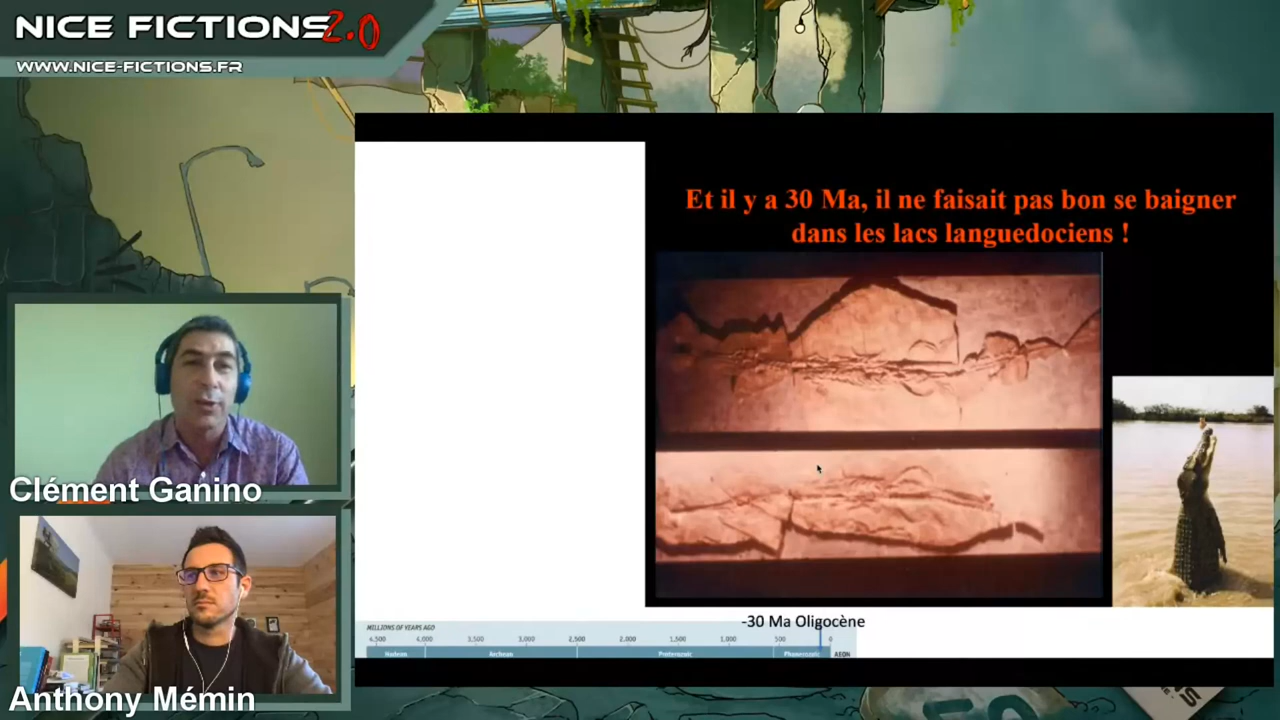 NICE FICTIONS 2.0
WWW.NICE-FICTIONS.FR
Et il y a 30 Ma, il ne faisait pas bon se baigner
dans les lacs languedociens !
Clément Ganino
Anthony Mémin
-30 Ma Oligocène
MILLIONS OF YEARS AGO
4,500 4,000 3,500 3,000 2,500 2,000 1,500 1,000 500 0
Hadean Archean Proterozoic Phanerozoic AEON